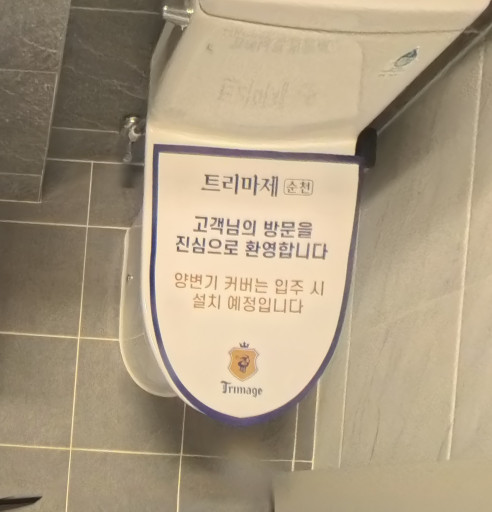 트리마제 순천
고객님의 방문을
진심으로 환영합니다
양변기 커버는 입주 시
설치 예정입니다
Trimage